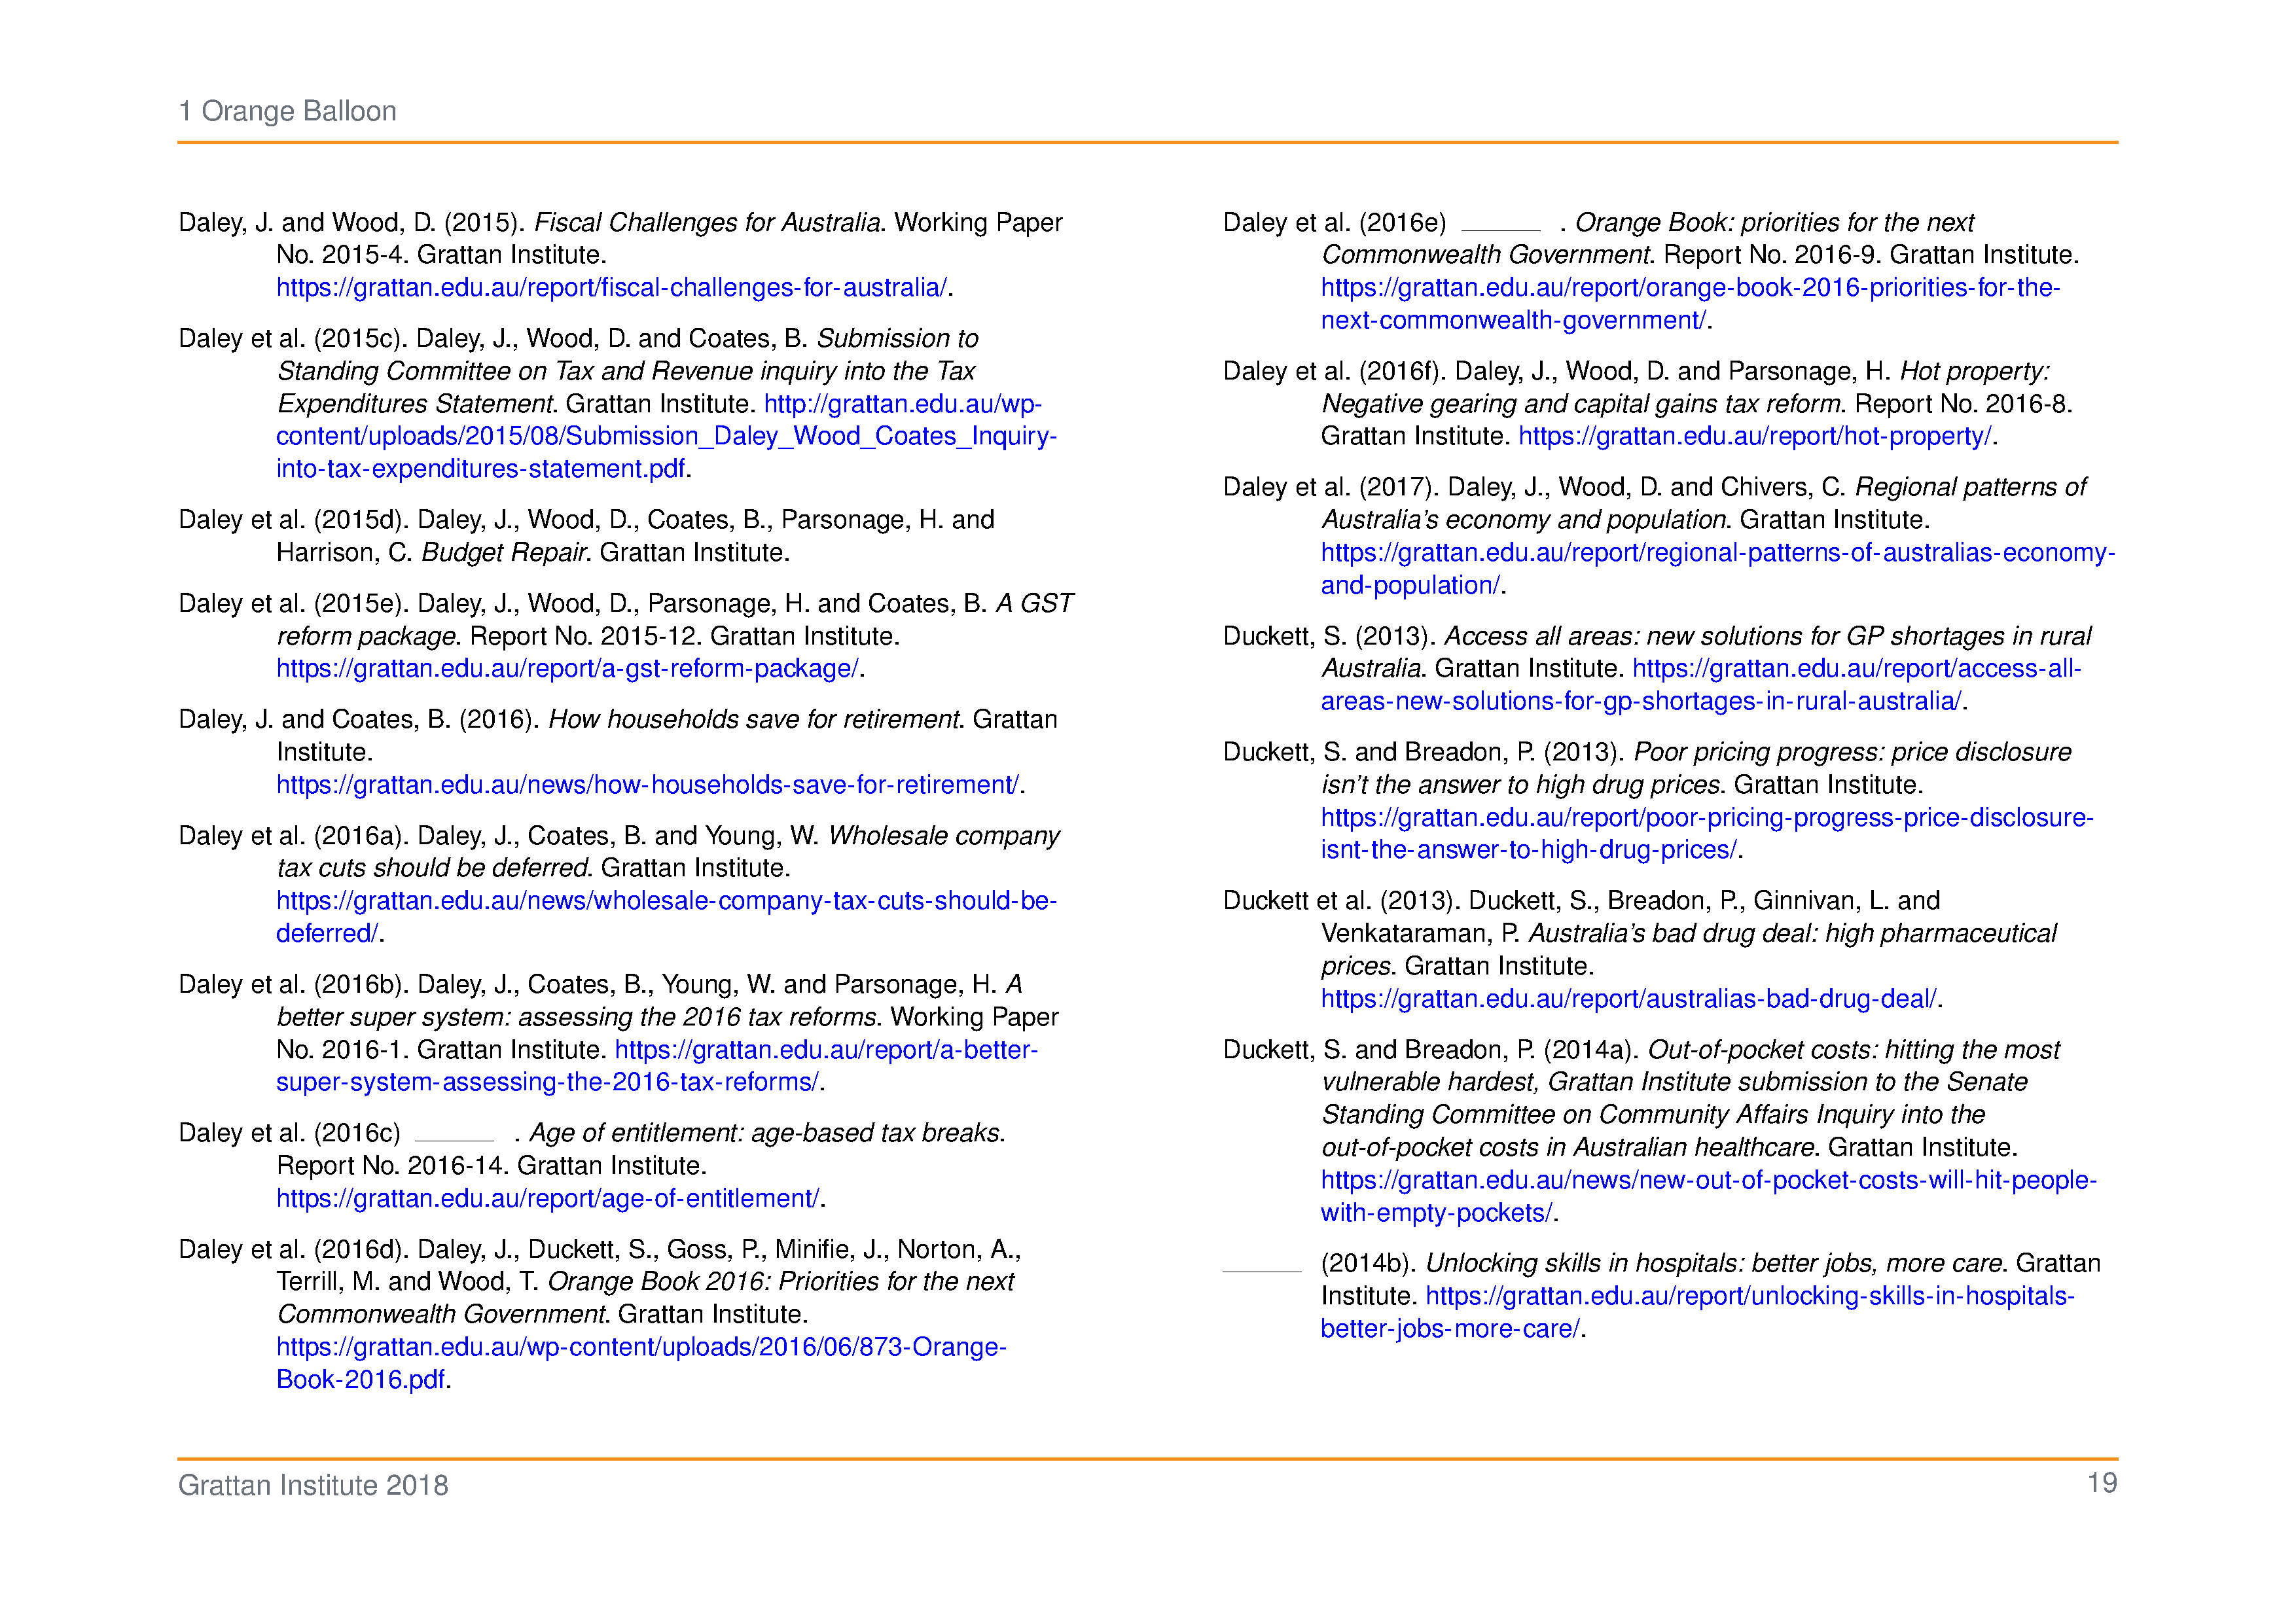 1 Orange Balloon
Daley, J. and Wood, D. (2015). Fiscal Challenges for Australia. Working Paper
No. 2015-4. Grattan Institute.
https://grattan.edu.au/report/fiscal-challenges-for-australia/.
Daley et al. (2015c). Daley, J., Wood, D. and Coates, B. Submission to
Standing Committee on Tax and Revenue inquiry into the Tax
Expenditures Statement. Grattan Institute. http://grattan.edu.au/wp-
content/uploads/2015/08/Submission_Daley_Wood_Coates_Inquiry-
into-tax-expenditures-statement.pdf.
Daley et al. (2015d). Daley, J., Wood, D., Coates, B., Parsonage, H. and
Harrison, C. Budget Repair. Grattan Institute.
Daley et al. (2015e). Daley, J., Wood, D., Parsonage, H. and Coates, B. A GST
reform package. Report No. 2015-12. Grattan Institute.
https://grattan.edu.au/report/a-gst-reform-package/.
Daley, J. and Coates, B. (2016). How households save for retirement. Grattan
Institute.
https://grattan.edu.au/news/how-households-save-for-retirement/.
Daley et al. (2016a). Daley, J., Coates, B. and Young, W. Wholesale company
tax cuts should be deferred. Grattan Institute.
https://grattan.edu.au/news/wholesale-company-tax-cuts-should-be-
deferred/.
Daley et al. (2016b). Daley, J., Coates, B., Young, W. and Parsonage, H. A
better super system: assessing the 2016 tax reforms. Working Paper
No. 2016-1. Grattan Institute. https://grattan.edu.au/report/a-better-
super-system-assessing-the-2016-tax-reforms/.
Daley et al. (2016c) ______ . Age of entitlement: age-based tax breaks.
Report No. 2016-14. Grattan Institute.
https://grattan.edu.au/report/age-of-entitlement/.
Daley et al. (2016d). Daley, J., Duckett, S., Goss, P., Minifie, J., Norton, A.,
Terrill, M. and Wood, T. Orange Book 2016: Priorities for the next
Commonwealth Government. Grattan Institute.
https://grattan.edu.au/wp-content/uploads/2016/06/873-Orange-
Book-2016.pdf.
Daley et al. (2016e) ______ . Orange Book: priorities for the next
Commonwealth Government. Report No. 2016-9. Grattan Institute.
https://grattan.edu.au/report/orange-book-2016-priorities-for-the-
next-commonwealth-government/.
Daley et al. (2016f). Daley, J., Wood, D. and Parsonage, H. Hot property:
Negative gearing and capital gains tax reform. Report No. 2016-8.
Grattan Institute. https://grattan.edu.au/report/hot-property/.
Daley et al. (2017). Daley, J., Wood, D. and Chivers, C. Regional patterns of
Australia's economy and population. Grattan Institute.
https://grattan.edu.au/report/regional-patterns-of-australias-economy-
and-population/.
Duckett, S. (2013). Access all areas: new solutions for GP shortages in rural
Australia. Grattan Institute. https://grattan.edu.au/report/access-all-
areas-new-solutions-for-gp-shortages-in-rural-australia/.
Duckett, S. and Breadon, P. (2013). Poor pricing progress: price disclosure
isn't the answer to high drug prices. Grattan Institute.
https://grattan.edu.au/report/poor-pricing-progress-price-disclosure-
isnt-the-answer-to-high-drug-prices/.
Duckett et al. (2013). Duckett, S., Breadon, P., Ginnivan, L. and
Venkataraman, P. Australia's bad drug deal: high pharmaceutical
prices. Grattan Institute.
https://grattan.edu.au/report/australias-bad-drug-deal/.
Duckett, S. and Breadon, P. (2014a). Out-of-pocket costs: hitting the most
vulnerable hardest, Grattan Institute submission to the Senate
Standing Committee on Community Affairs Inquiry into the
out-of-pocket costs in Australian healthcare. Grattan Institute.
https://grattan.edu.au/news/new-out-of-pocket-costs-will-hit-people-
with-empty-pockets/.
______ (2014b). Unlocking skills in hospitals: better jobs, more care. Grattan
Institute. https://grattan.edu.au/report/unlocking-skills-in-hospitals-
better-jobs-more-care/.
Grattan Institute 2018
19